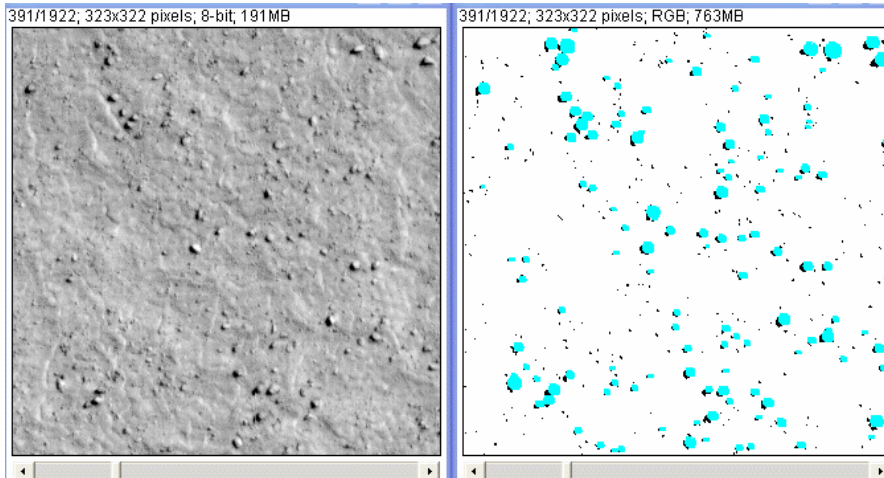 391/1922; 323x322 pixels; 8-bit; 191MB
391/1922; 323x322 pixels; RGB; 763MB